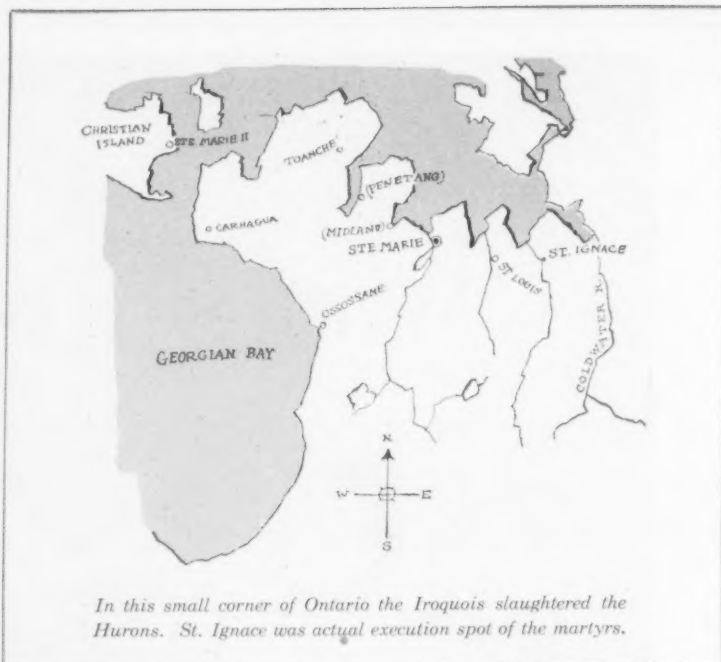 CHRISTIAN
ISLAND
STE MARIE II
TOANCHE
(PENETANG)
CARHAGUA
(MIDLAND)
STE MARIE
ST. IGNACE
ST LOUIS
OSSOSSANE
COLDWATER R.
GEORGIAN BAY
N
W E
S
In this small corner of Ontario the Iroquois slaughtered the
Hurons. St. Ignace was actual execution spot of the martyrs.